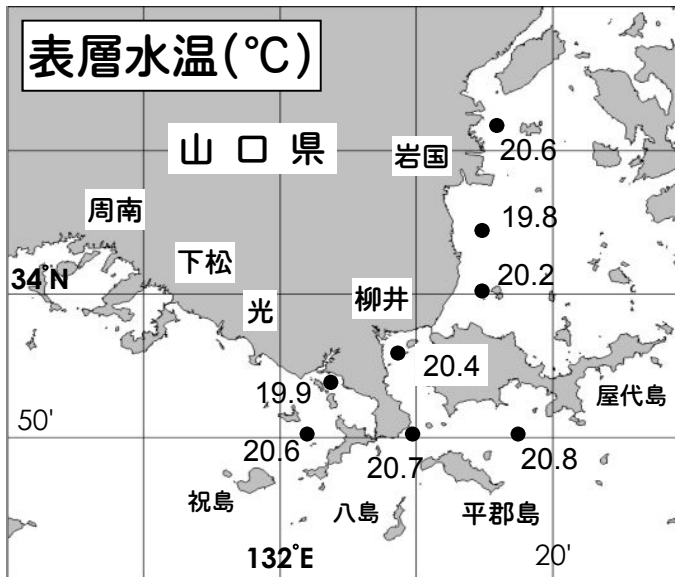 表層水温(℃)
山口県
岩国
20.6
周南
19.8
下松
34°N
20.2
光
柳井
20.4
19.9
屋代島
50'
20.6
20.7
20.8
祝島
八島
平郡島
132°E
20'